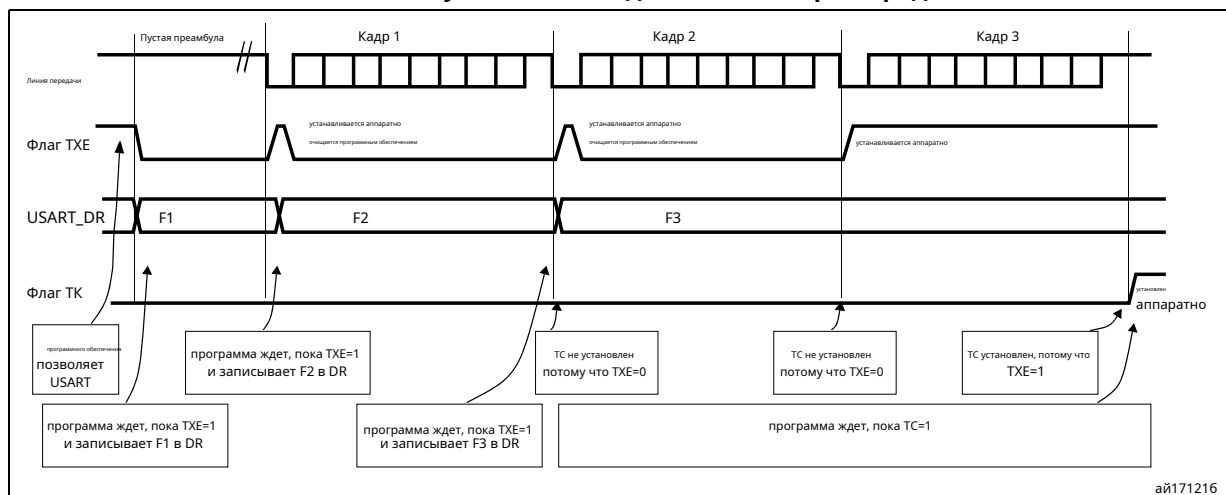 Пустая преамбула
Кадр 1
Кадр 2
Кадр 3
Линия передачи
Флаг TXE
устанавливается аппаратно
очищается программным обеспечением
устанавливается аппаратно
очищается программным обеспечением
устанавливается аппаратно
USART_DR
F1
F2
F3
Флаг ТК
установлен
аппаратно
программного обеспечения
позволяет
USART
программа ждет, пока TXE=1
и записывает F2 в DR
ТС не установлен
потому что TXE=0
ТС не установлен
потому что TXE=0
ТС установлен, потому что
TXE=1
программа ждет, пока TXE=1
и записывает F1 в DR
программа ждет, пока TXE=1
и записывает F3 в DR
программа ждет, пока TC=1
ай17121б